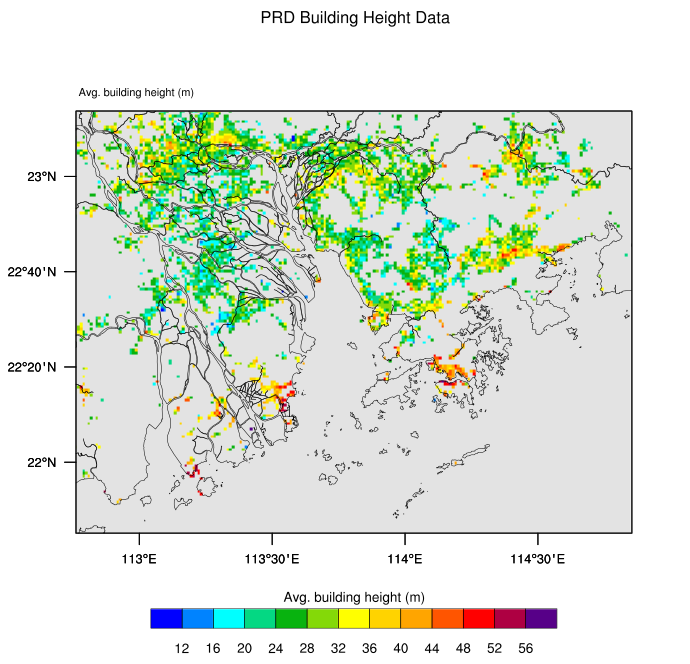 PRD Building Height Data
Avg. building height (m)
23°N
22°40'N
22°20'N
22°N
113°E 113°30'E 114°E 114°30'E
Avg. building height (m)
12 16 20 24 28 32 36 40 44 48 52 56